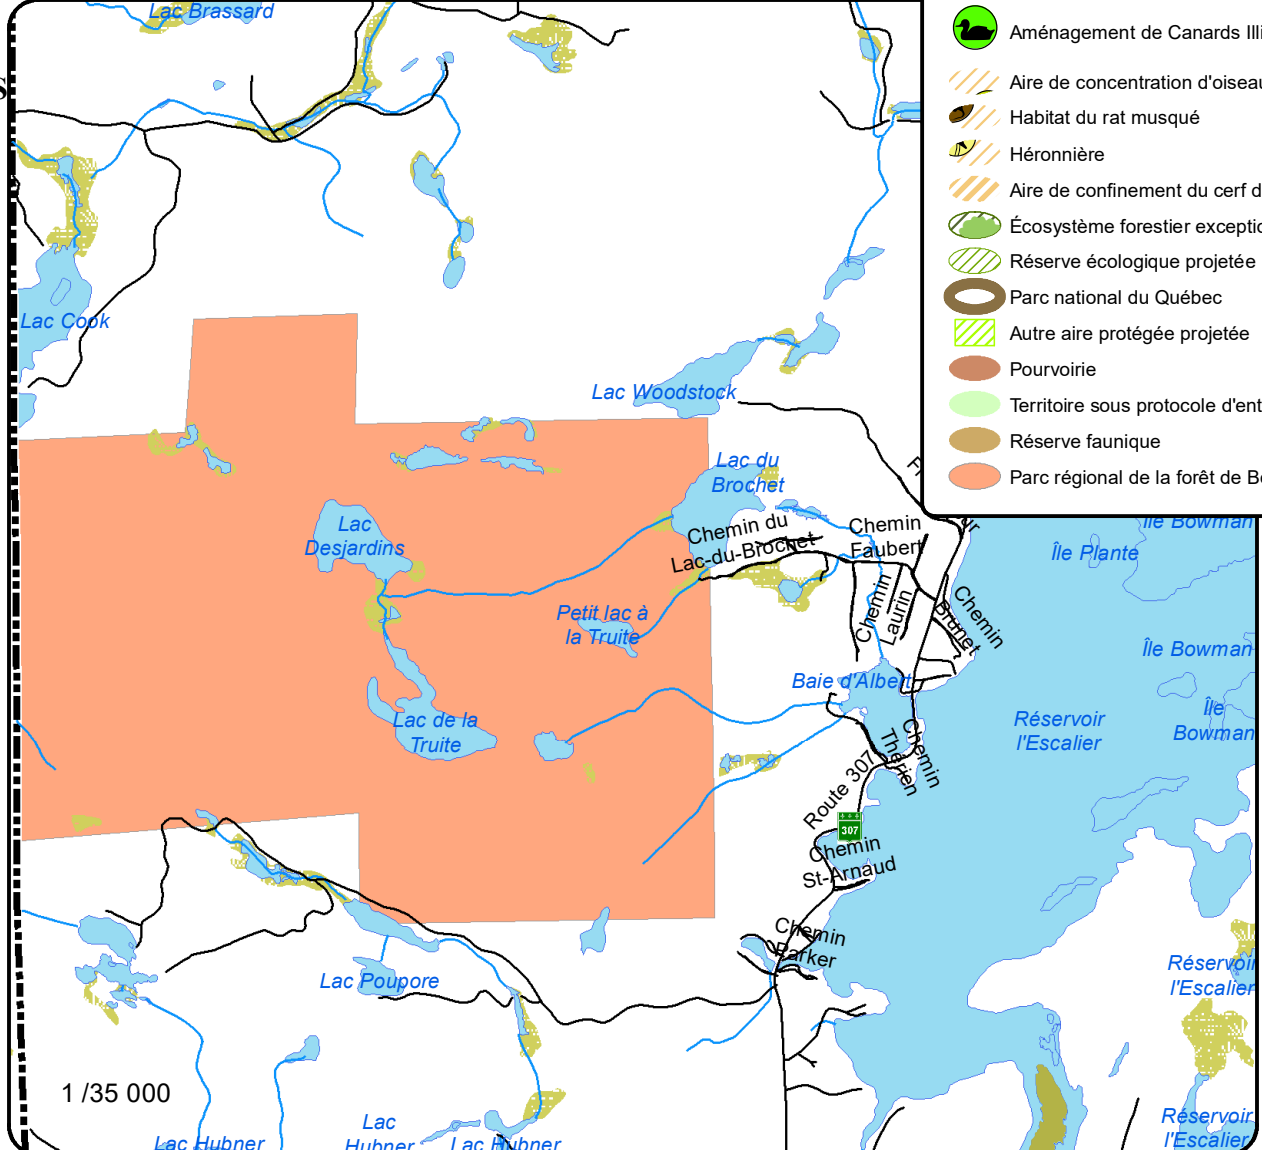 Lac Brassard
Aménagement de Canards Illi
Aire de concentration d'oiseau
Habitat du rat musqué
Héronnière
Aire de confinement du cerf d
Écosystème forestier exceptio
Réserve écologique projetée
Parc national du Québec
Autre aire protégée projetée
Pourvoirie
Territoire sous protocole d'ent
Réserve faunique
Parc régional de la forêt de Bo
S
Lac Cook
Lac Woodstock
Lac du
Brochet
Lac
Desjardins
Chemin du
Lac-du-Brochet
Chemin
Faubert
Île Bowman
Île Plante
Chemin
Laurin
Chemin
Brunet
Petit lac à
la Truite
Île Bowman
Baie d'Albert
Réservoir
l'Escalier
Île
Bowman
Lac de la
Truite
Chemin
Thérien
Route 307
307
Chemin
St-Arnaud
Chemin
Parker
Lac Poupore
Réservoir
l'Escalier
1 /35 000
Lac Hubner
Lac
Hubner
Lac Hubner
Réservoir
l'Escalier